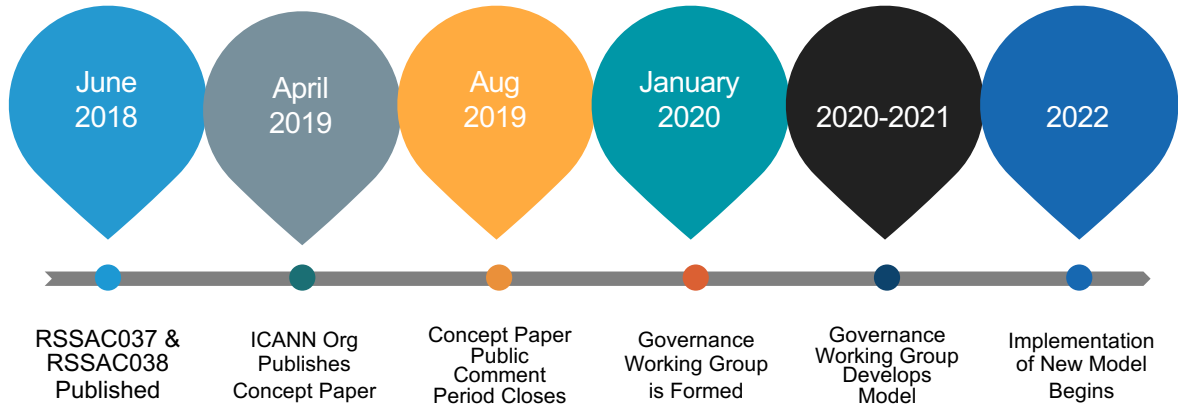 June
2018
April
2019
Aug
2019
January
2020
2020-2021
2022
RSSAC037 &
RSSAC038
Published
ICANN Org
Publishes
Concept Paper
Concept Paper
Public
Comment
Period Closes
Governance
Working Group
is Formed
Governance
Working Group
Develops
Model
Implementation
of New Model
Begins